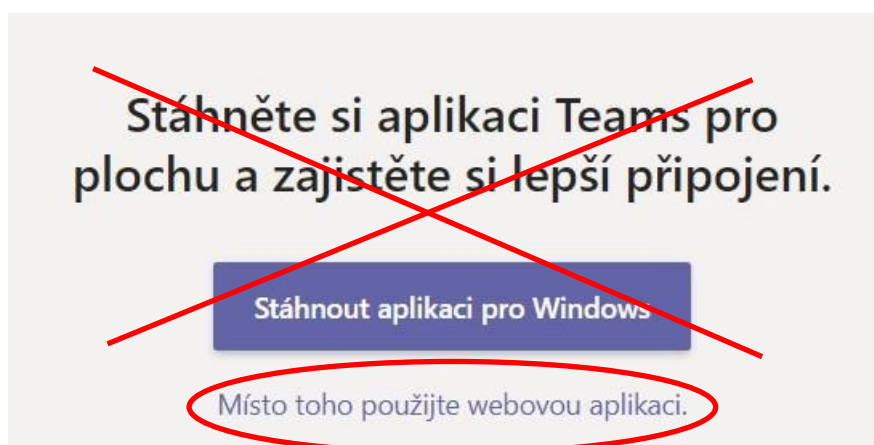 Stáhněte si aplikaci Teams pro
plochu a zajistěte si lepší připojení.
Stáhnout aplikaci pro Windows
Místo toho použijte webovou aplikaci.